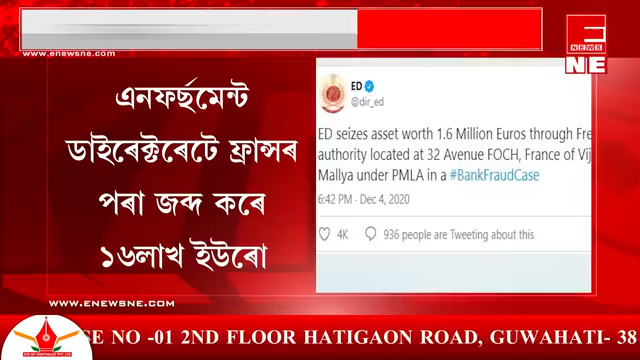 www.enewsne.com
E
NEWS
NE
এনফৰ্ছমেন্ট
ডাইৰেক্টৰেটে ফ্ৰান্সৰ
পৰা জব্দ কৰে
১৬লাখ ইউৰো
ED
@dir_ed
ED seizes asset worth 1.6 Million Euros through Fre
authority located at 32 Avenue FOCH, France of Vij
Mallya under PMLA in a #BankFraudCase
6:42 PM · Dec 4, 2020
4K
936 people are Tweeting about this
WWW.ENEWSNE.COM
SE NO -01 2ND FLOOR HATIGAON ROAD, GUWAHATI- 38